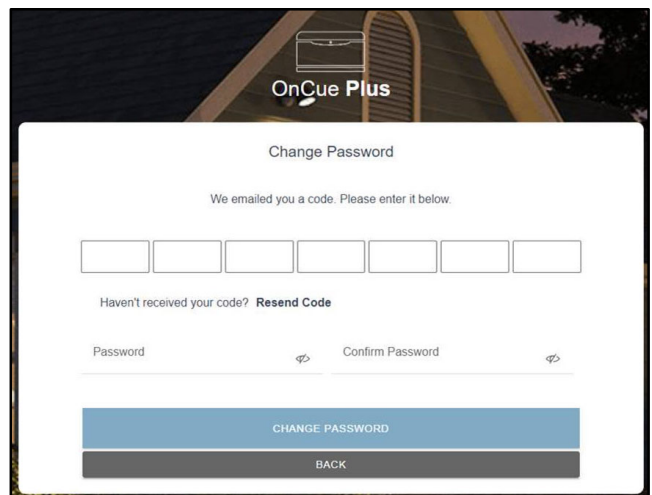 OnCue Plus
Change Password
We emailed you a code. Please enter it below.
Haven't received your code? Resend Code
Password Confirm Password
CHANGE PASSWORD
BACK